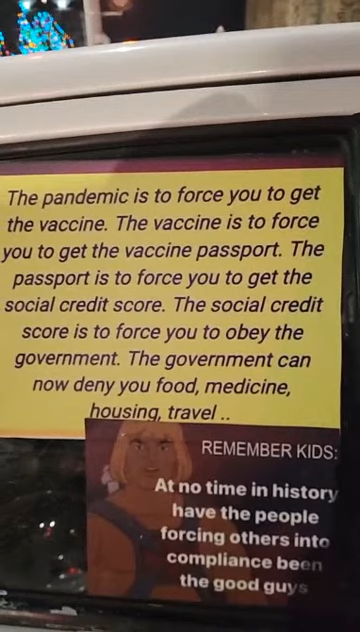 The pandemic is to force you to get
the vaccine. The vaccine is to force
you to get the vaccine passport. The
passport is to force you to get the
social credit score. The social credit
score is to force you to obey the
government. The government can
now deny you food, medicine,
housing, travel ..
REMEMBER KIDS:
At no time in history
have the people
forcing others into
compliance been
the good guys